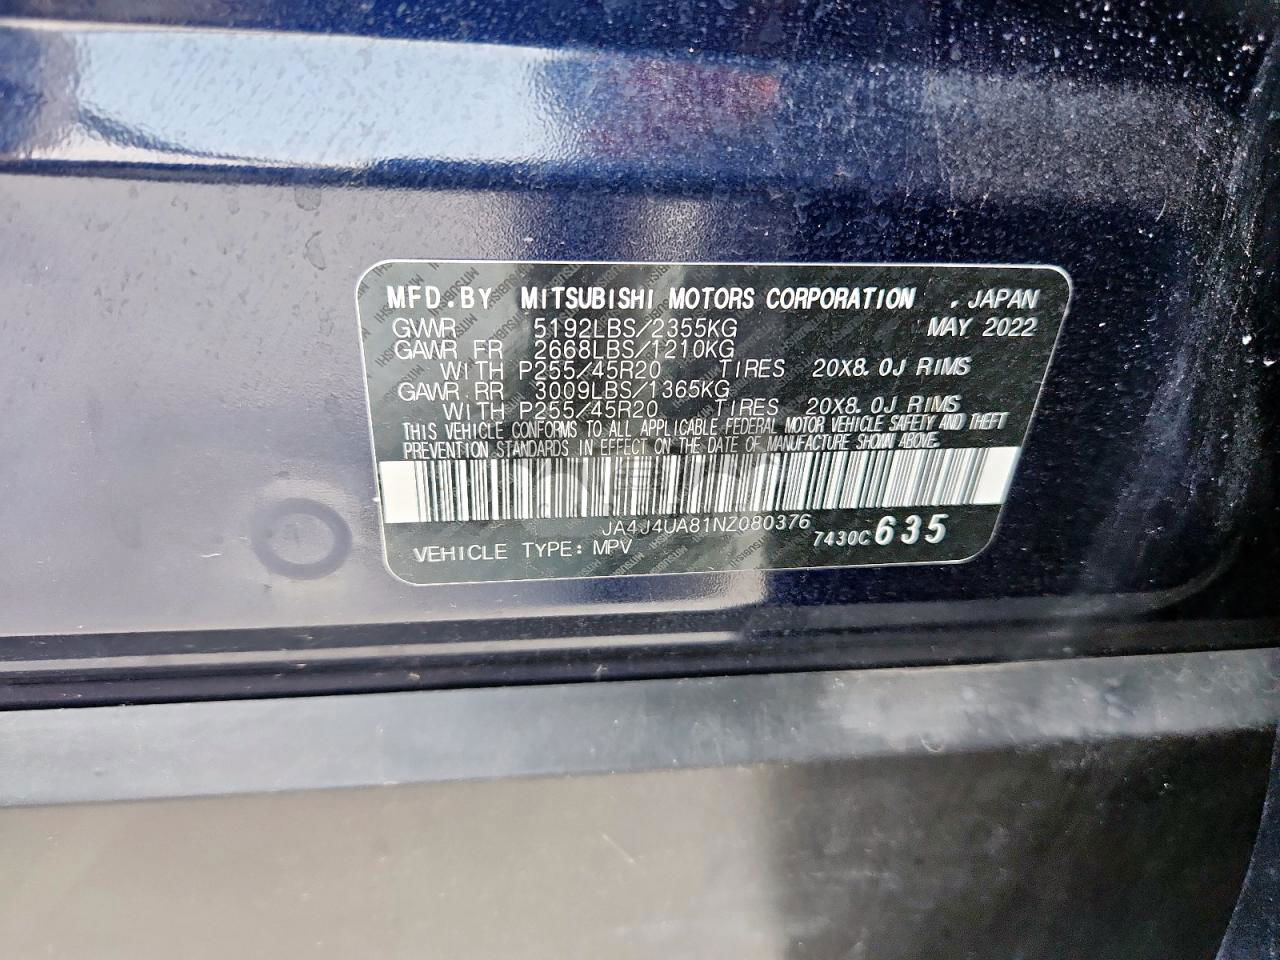 MFD.BY MITSUBISHI MOTORS CORPORATION . JAPAN
GVWR 5192LBS/2355KG MAY 2022
GAWR FR 2668LBS/1210KG
WITH P255/45R20 TIRES 20X8.0J RIMS
GAWR RR 3009LBS/1365KG
WITH P255/45R20 TIRES 20X8.0J RIMS
THIS VEHICLE CONFORMS TO ALL APPLICABLE FEDERAL MOTOR VEHICLE SAFETY AND THEFT
PREVENTION STANDARDS IN EFFECT ON THE DATE OF MANUFACTURE SHOWN ABOVE.
JA4J4UA81NZ080376
VEHICLE TYPE: MPV 7430C 635